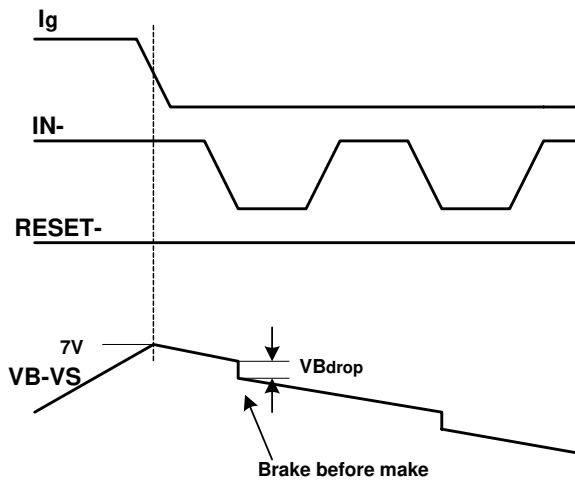 Ig
IN-
RESET-
7V
VBdrop
VB-VS
Brake before make